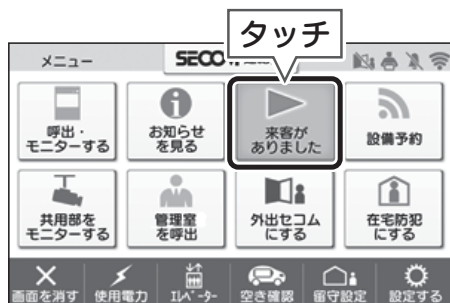 タッチ
メニュー
SECO
呼出・
モニターする
お知らせ
を見る
来客が
ありました
設備予約
共用部を
モニターする
管理室
を呼出
外出セコム
にする
在宅防犯
にする
画面を消す
使用電力
ｴﾚﾍﾞｰﾀｰ
空き確認
留守設定
設定する